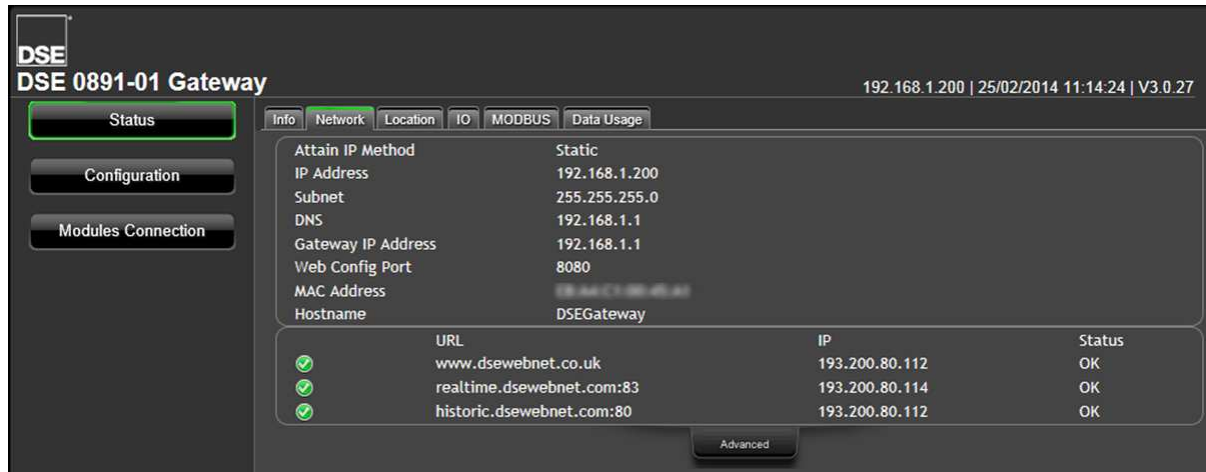 DSE
DSE 0891-01 Gateway
192.168.1.200 | 25/02/2014 11:14:24 | V3.0.27
Status
Configuration
Modules Connection
Info Network Location IO MODBUS Data Usage
Attain IP Method Static
IP Address 192.168.1.200
Subnet 255.255.255.0
DNS 192.168.1.1
Gateway IP Address 192.168.1.1
Web Config Port 8080
MAC Address
Hostname DSEGateway
URL IP Status
www.dsewebnet.co.uk 193.200.80.112 OK
realtime.dsewebnet.com:83 193.200.80.114 OK
historic.dsewebnet.com:80 193.200.80.112 OK
Advanced